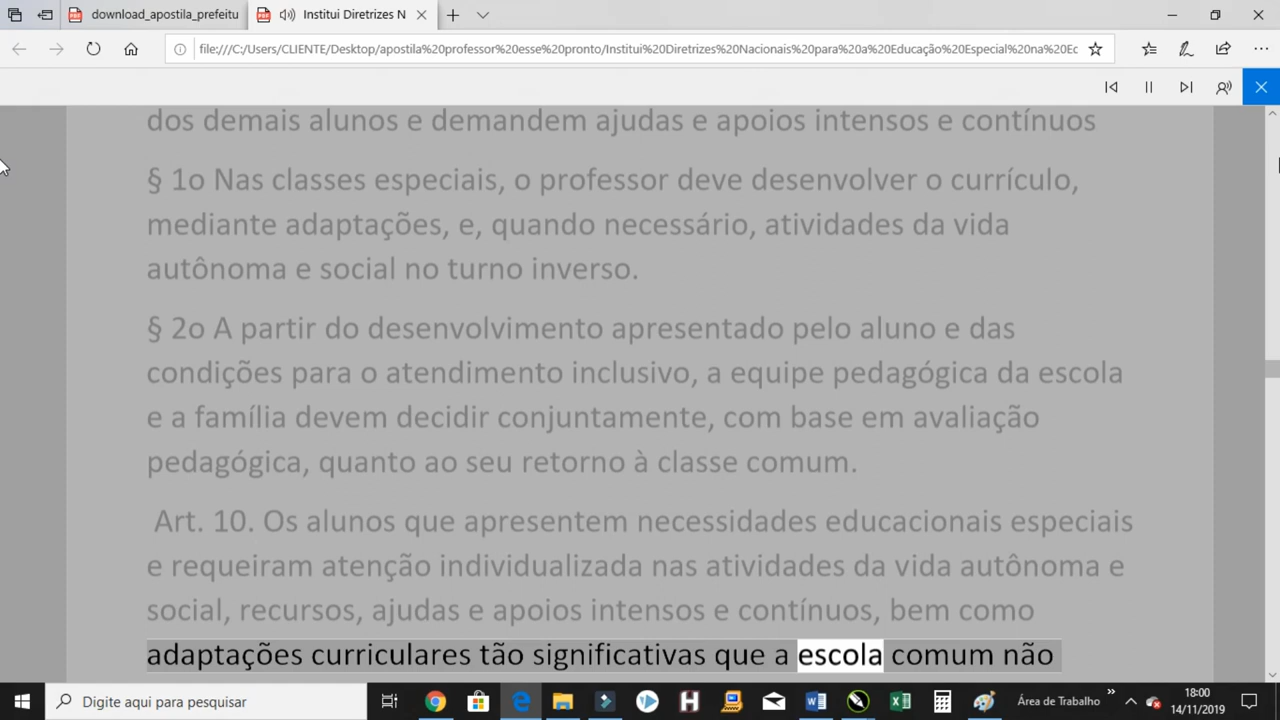 download_apostila_prefeitu
Institui Diretrizes N
file:///C:/Users/CLIENTE/Desktop/apostila%20professor%20esse%20pronto/Institui%20Diretrizes%20Nacionais%20para%20a%20Educação%20Especial%20na%20Ec
dos demais alunos e demandem ajudas e apoios intensos e contínuos
§ 1o Nas classes especiais, o professor deve desenvolver o currículo,
mediante adaptações, e, quando necessário, atividades da vida
autônoma e social no turno inverso.
§ 2o A partir do desenvolvimento apresentado pelo aluno e das
condições para o atendimento inclusivo, a equipe pedagógica da escola
e a família devem decidir conjuntamente, com base em avaliação
pedagógica, quanto ao seu retorno à classe comum.
Art. 10. Os alunos que apresentem necessidades educacionais especiais
e requeiram atenção individualizada nas atividades da vida autônoma e
social, recursos, ajudas e apoios intensos e contínuos, bem como
adaptações curriculares tão significativas que a escola comum não
Digite aqui para pesquisar
Área de Trabalho
18:00
14/11/2019